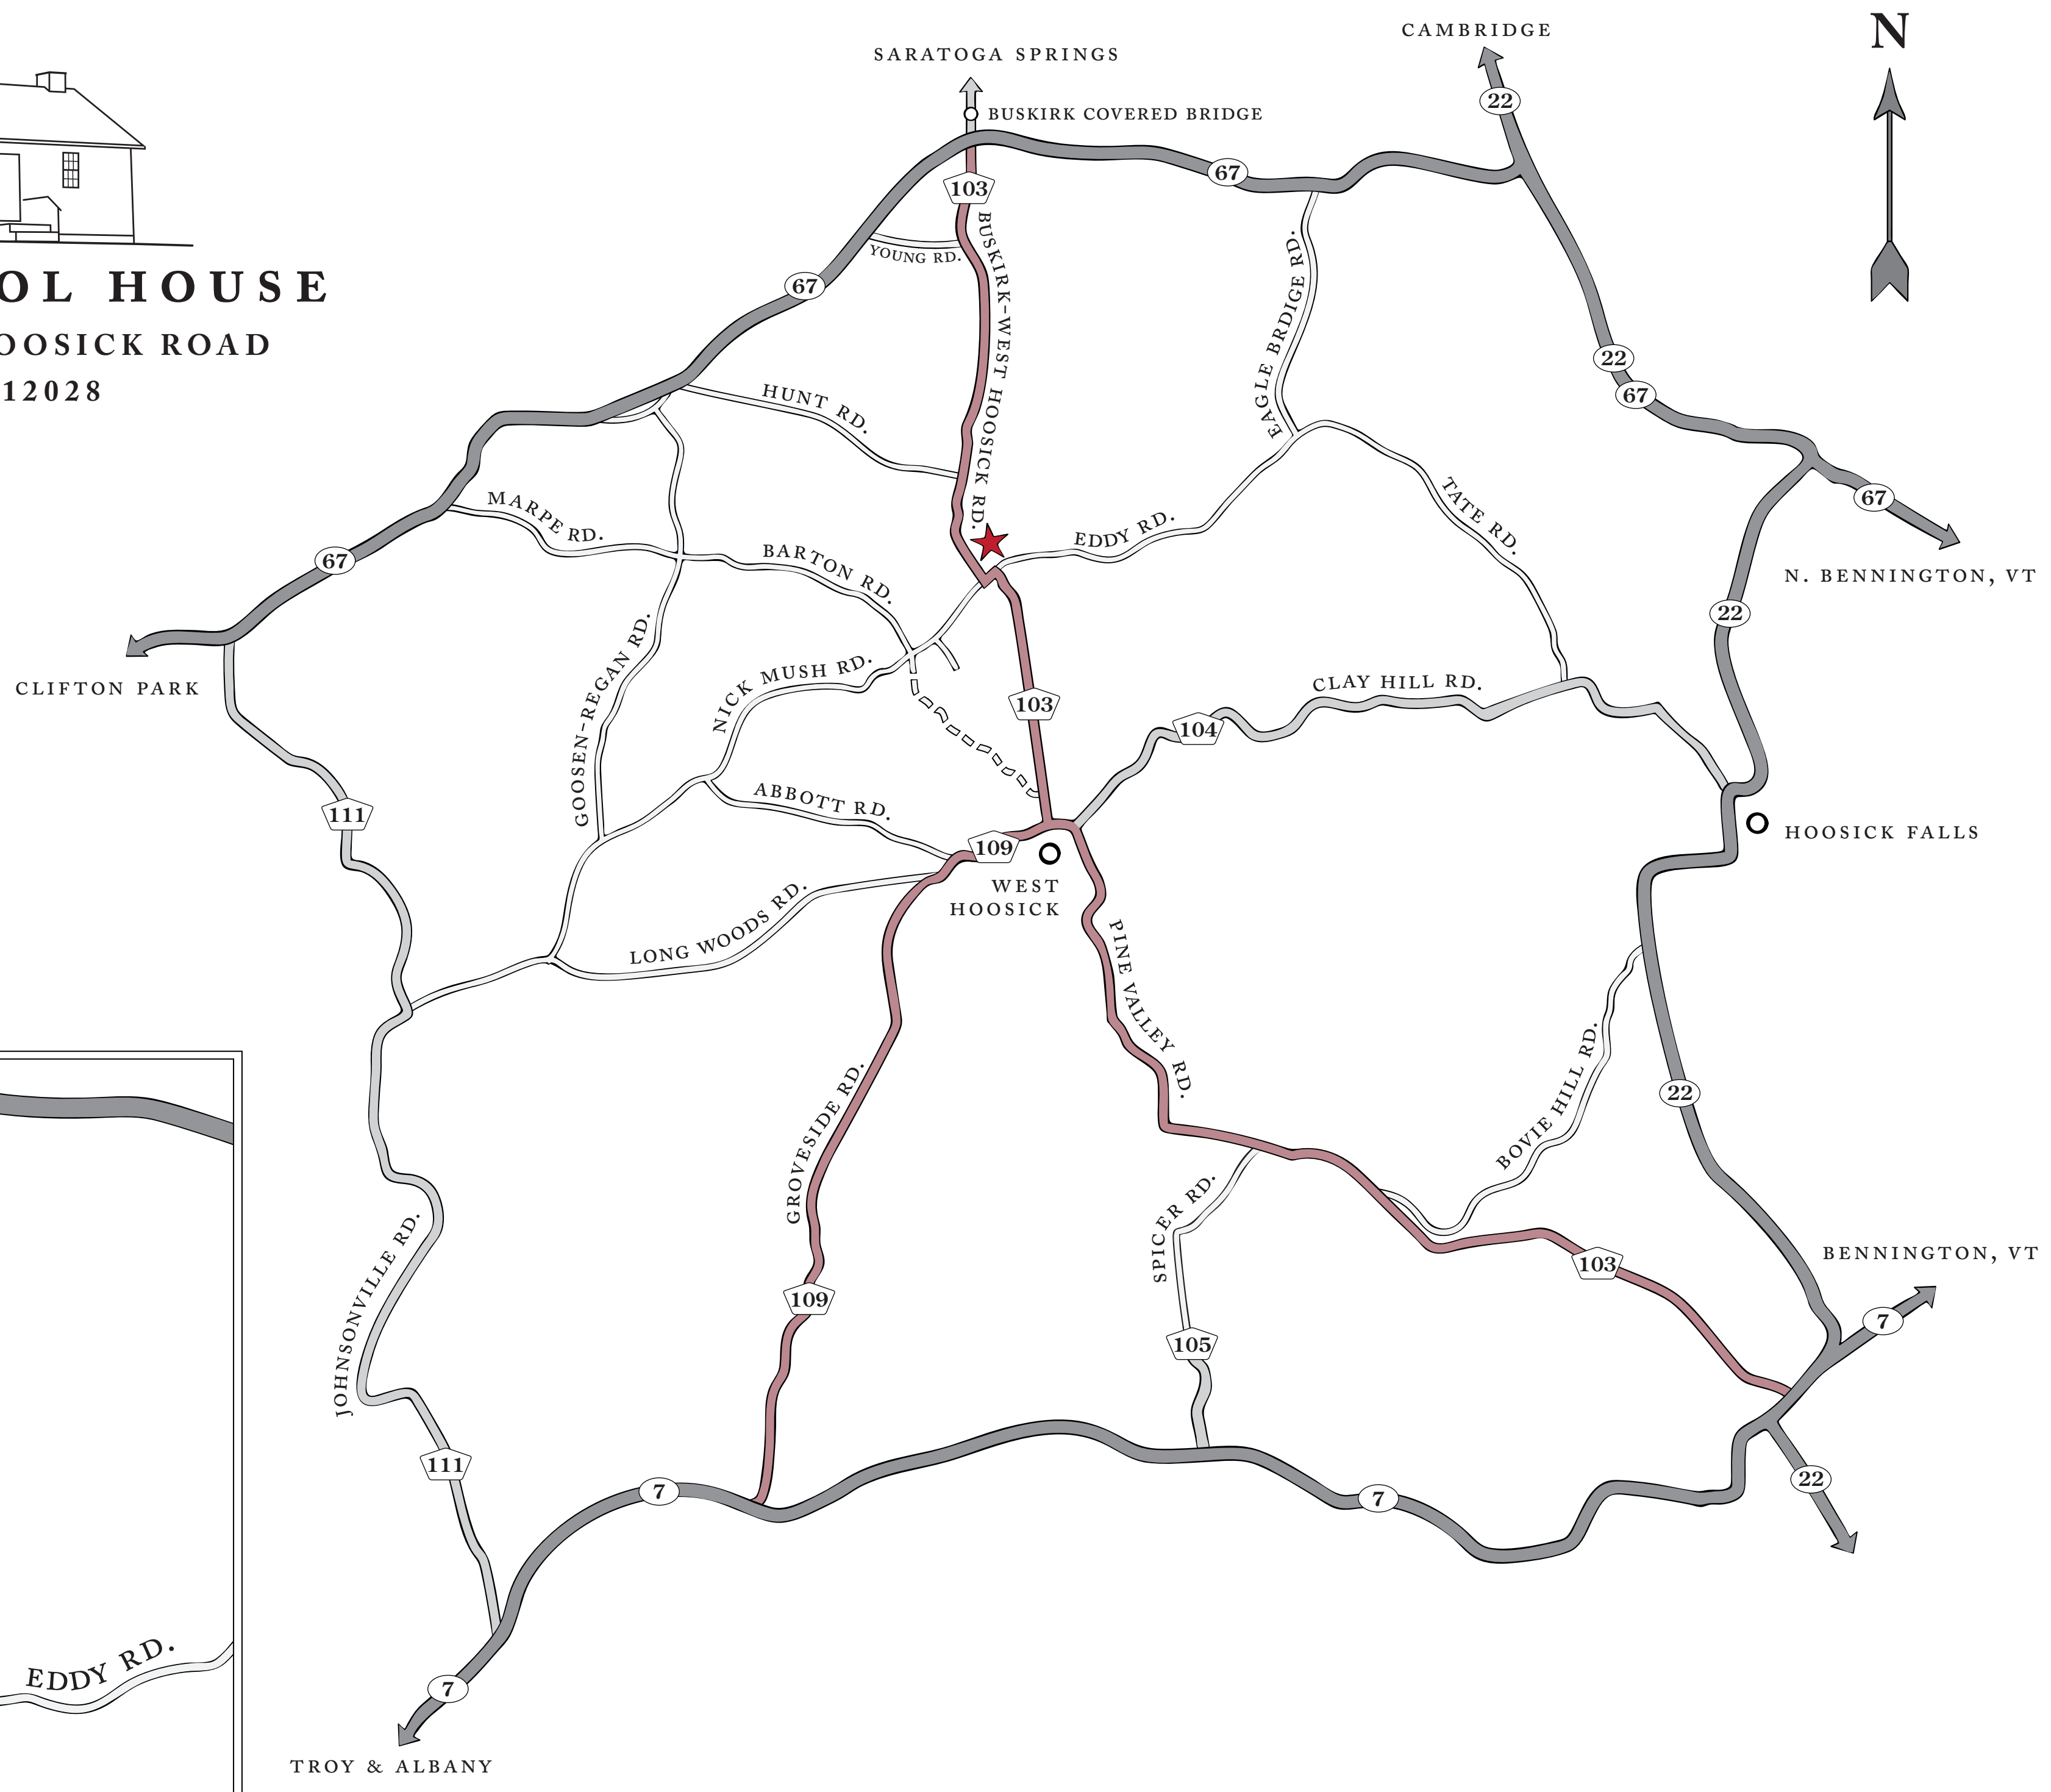 N
CAMBRIDGE
22
SARATOGA SPRINGS
BUSKIRK COVERED BRIDGE
67
103
BUSKIRK-WEST HOOSICK RD.
YOUNG RD.
67
EAGLE BRDIGE RD.
OL HOUSE
OOSICK ROAD
12028
22
67
HUNT RD.
MARPE RD.
BARTON RD.
EDDY RD.
TATE RD.
67
N. BENNINGTON, VT
67
22
CLIFTON PARK
GOOSEN-REGAN RD.
NICK MUSH RD.
103
CLAY HILL RD.
104
111
ABBOTT RD.
109
WEST
HOOSICK
HOOSICK FALLS
LONG WOODS RD.
PINE VALLEY RD.
GROVESIDE RD.
BOVIE HILL RD.
22
SPICER RD.
JOHNSONVILLE RD.
BENNINGTON, VT
103
7
109
105
111
7
7
22
EDDY RD.
7
TROY & ALBANY